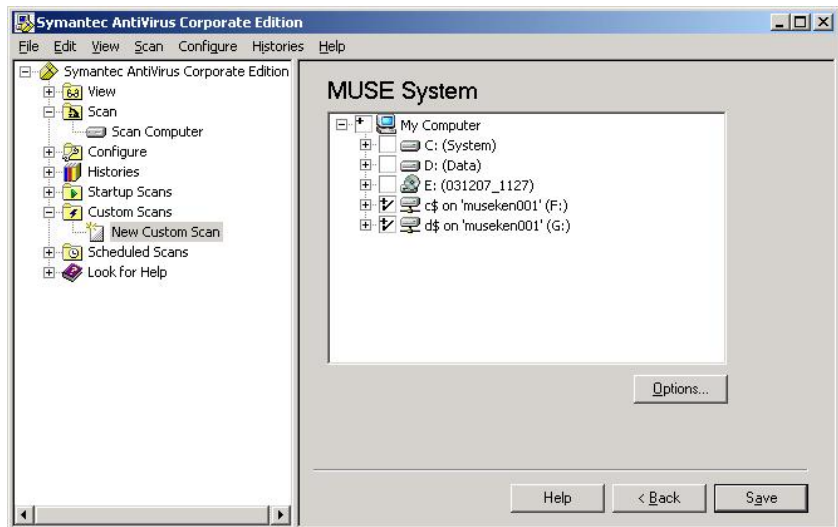 Symantec AntiVirus Corporate Edition
File Edit View Scan Configure Histories Help
Symantec AntiVirus Corporate Edition
View
Scan
Scan Computer
Configure
Histories
Startup Scans
Custom Scans
New Custom Scan
Scheduled Scans
Look for Help
MUSE System
My Computer
C: (System)
D: (Data)
E: (031207_1127)
c$ on 'museken001' (F:)
d$ on 'museken001' (G:)
Options...
Help
< Back
Save